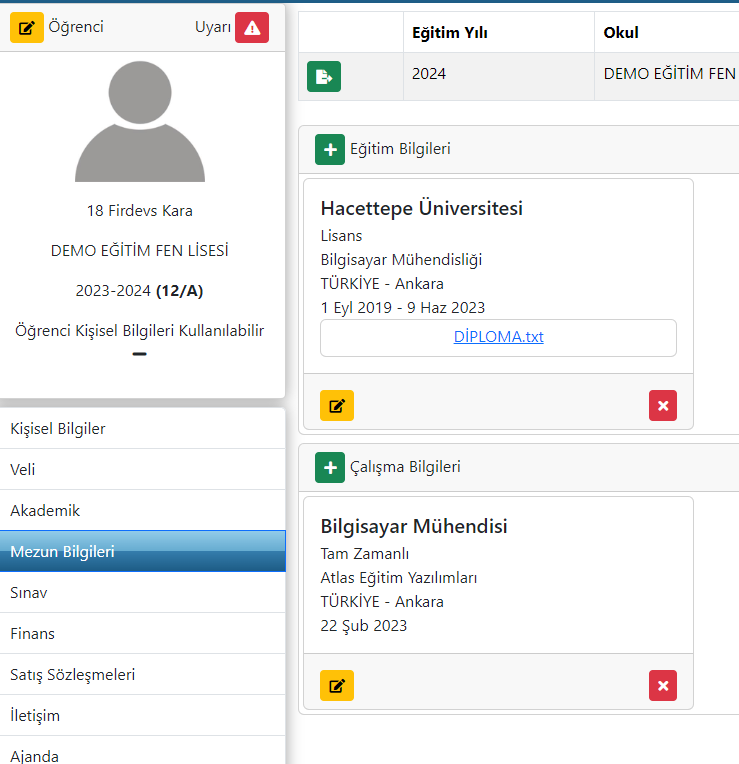 Öğrenci
Uyarı
18 Firdevs Kara
DEMO EĞİTİM FEN LİSESİ
2023-2024 (12/A)
Öğrenci Kişisel Bilgileri Kullanılabilir
Kişisel Bilgiler
Veli
Akademik
Mezun Bilgileri
Sınav
Finans
Satış Sözleşmeleri
İletişim
Ajanda
Eğitim Yılı
Okul
2024
DEMO EĞİTİM FEN
Eğitim Bilgileri
Hacettepe Üniversitesi
Lisans
Bilgisayar Mühendisliği
TÜRKİYE - Ankara
1 Eyl 2019 - 9 Haz 2023
DİPLOMA.txt
Çalışma Bilgileri
Bilgisayar Mühendisi
Tam Zamanlı
Atlas Eğitim Yazılımları
TÜRKİYE - Ankara
22 Şub 2023